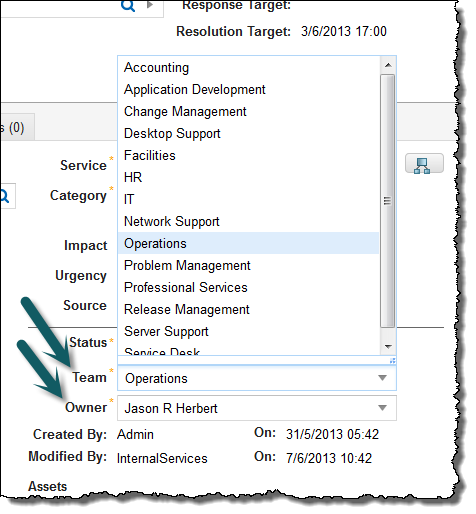 Response Target:
Resolution Target: 3/6/2013 17:00
Accounting
Application Development
Change Management
s (0)
Desktop Support
Facilities
Service *
HR
Category *
IT
Network Support
Impact
Operations
Problem Management
Urgency
Professional Services
Source
Release Management
Server Support
Status *
Service Desk
Team * Operations
Owner * Jason R Herbert
Created By: Admin On: 31/5/2013 05:42
Modified By: InternalServices On: 7/6/2013 10:42
Assets